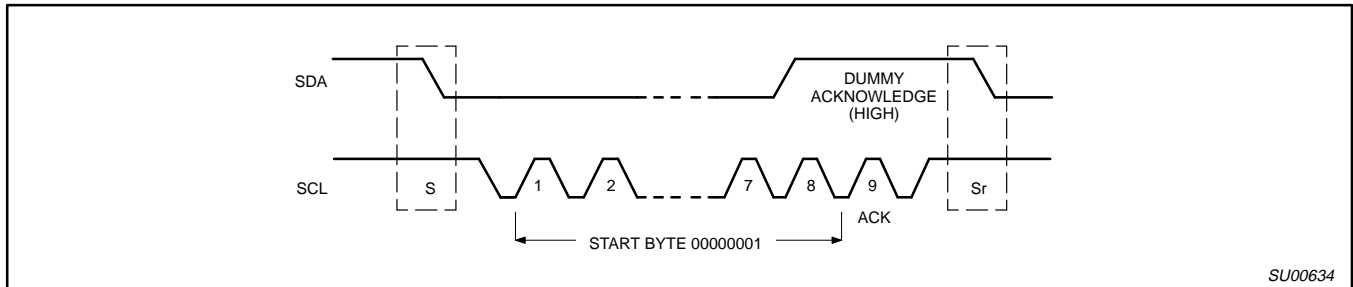 SDA
DUMMY
ACKNOWLEDGE
(HIGH)
SCL
S
1
2
7
8
9
Sr
ACK
START BYTE 00000001
SU00634